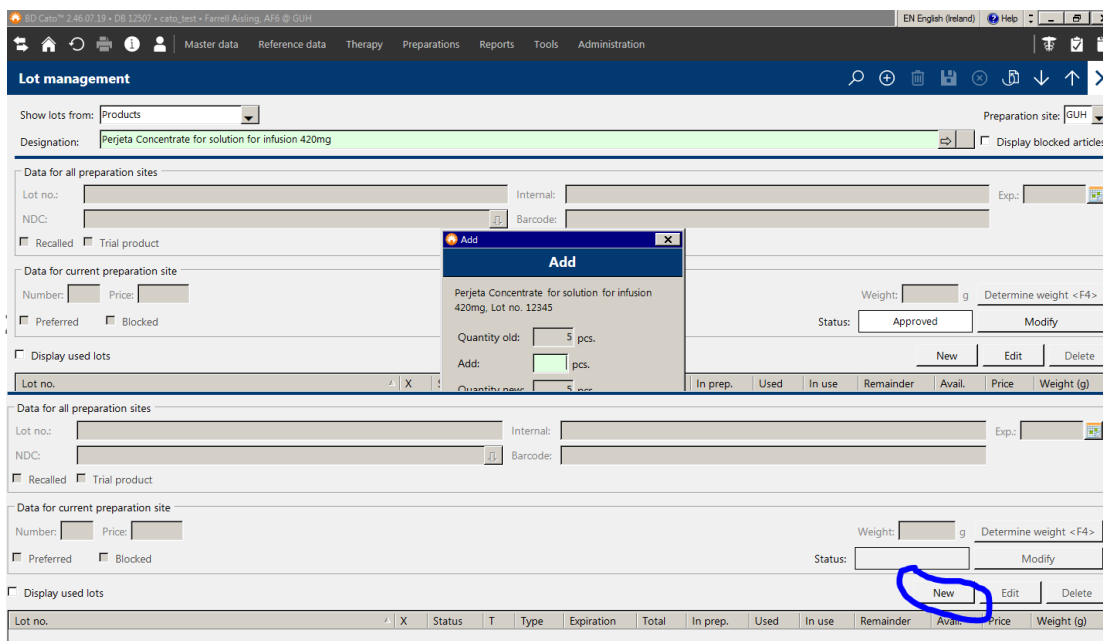 BD Cato™ 2.46.07.19 • DB 12507 • cato_test • Farrell Aisling, AF6 @ GUH EN English (Ireland) Help
Master data Reference data Therapy Preparations Reports Tools Administration
Lot management
Show lots from: Products Preparation site: GUH
Designation: Perjeta Concentrate for solution for infusion 420mg Display blocked articles
Data for all preparation sites
Lot no.: Internal: Exp.:
NDC: Barcode:
Recalled Trial product
Add
Add
Perjeta Concentrate for solution for infusion
420mg, Lot no. 12345
Quantity old: 5 pcs.
Add: pcs.
Quantity new: 5 pcs.
Data for current preparation site
Number: Price: Weight: g Determine weight <F4>
Preferred Blocked Status: Approved Modify
Display used lots New Edit Delete
Lot no. X In prep. Used In use Remainder Avail. Price Weight (g)
Data for all preparation sites
Lot no.: Internal: Exp.:
NDC: Barcode:
Recalled Trial product
Data for current preparation site
Number: Price: Weight: g Determine weight <F4>
Preferred Blocked Status: Modify
Display used lots New Edit Delete
Lot no. X Status T Type Expiration Total In prep. Used In use Remainder Avail. Price Weight (g)